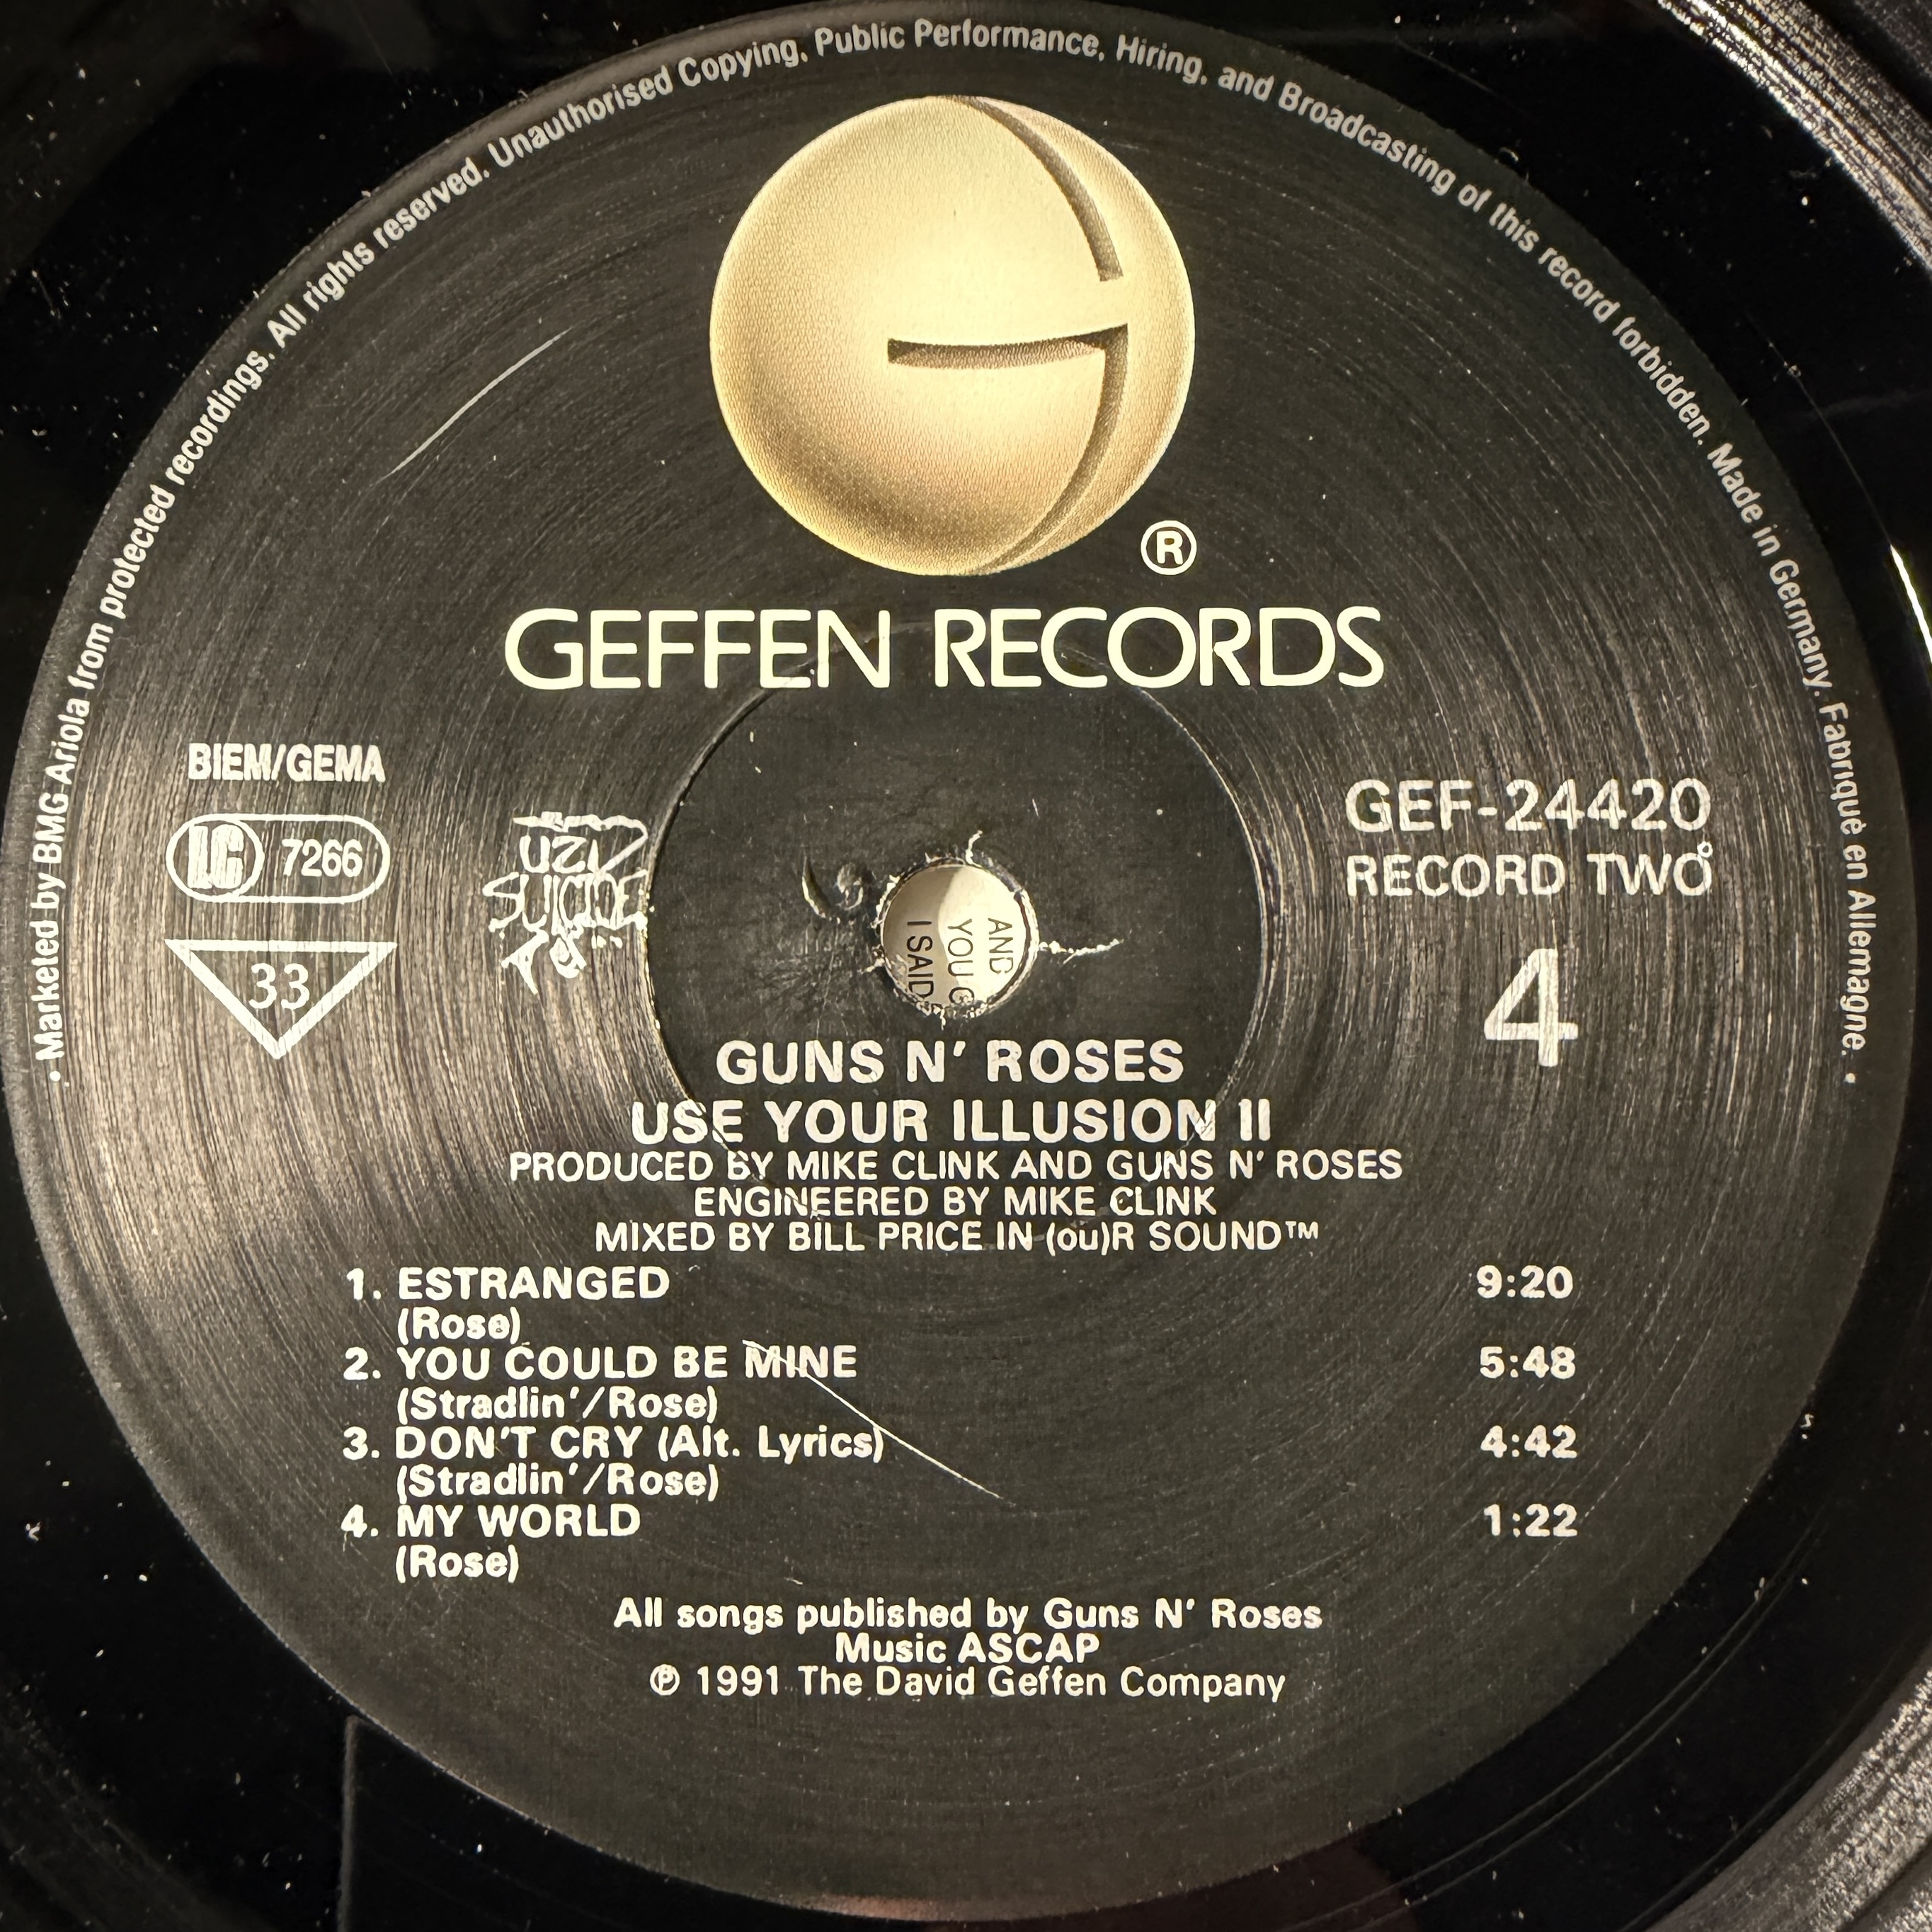 • Marketed by BMG Ariola from protected recordings. All rights reserved. Unauthorised Copying, Public Performance, Hiring, and Broadcasting of this record forbidden. Made in Germany. Fabriqué en Allemagne. •
®
GEFFEN RECORDS
BIEM/GEMA
LC 7266
33
GEF-24420
RECORD TWO
4
AND
YOU G
I SAID
GUNS N' ROSES
USE YOUR ILLUSION II
PRODUCED BY MIKE CLINK AND GUNS N' ROSES
ENGINEERED BY MIKE CLINK
MIXED BY BILL PRICE IN (ou)R SOUND™
1. ESTRANGED 9:20
(Rose)
2. YOU COULD BE MINE 5:48
(Stradlin'/Rose)
3. DON'T CRY (Alt. Lyrics) 4:42
(Stradlin'/Rose)
4. MY WORLD 1:22
(Rose)
All songs published by Guns N' Roses
Music ASCAP
℗ 1991 The David Geffen Company